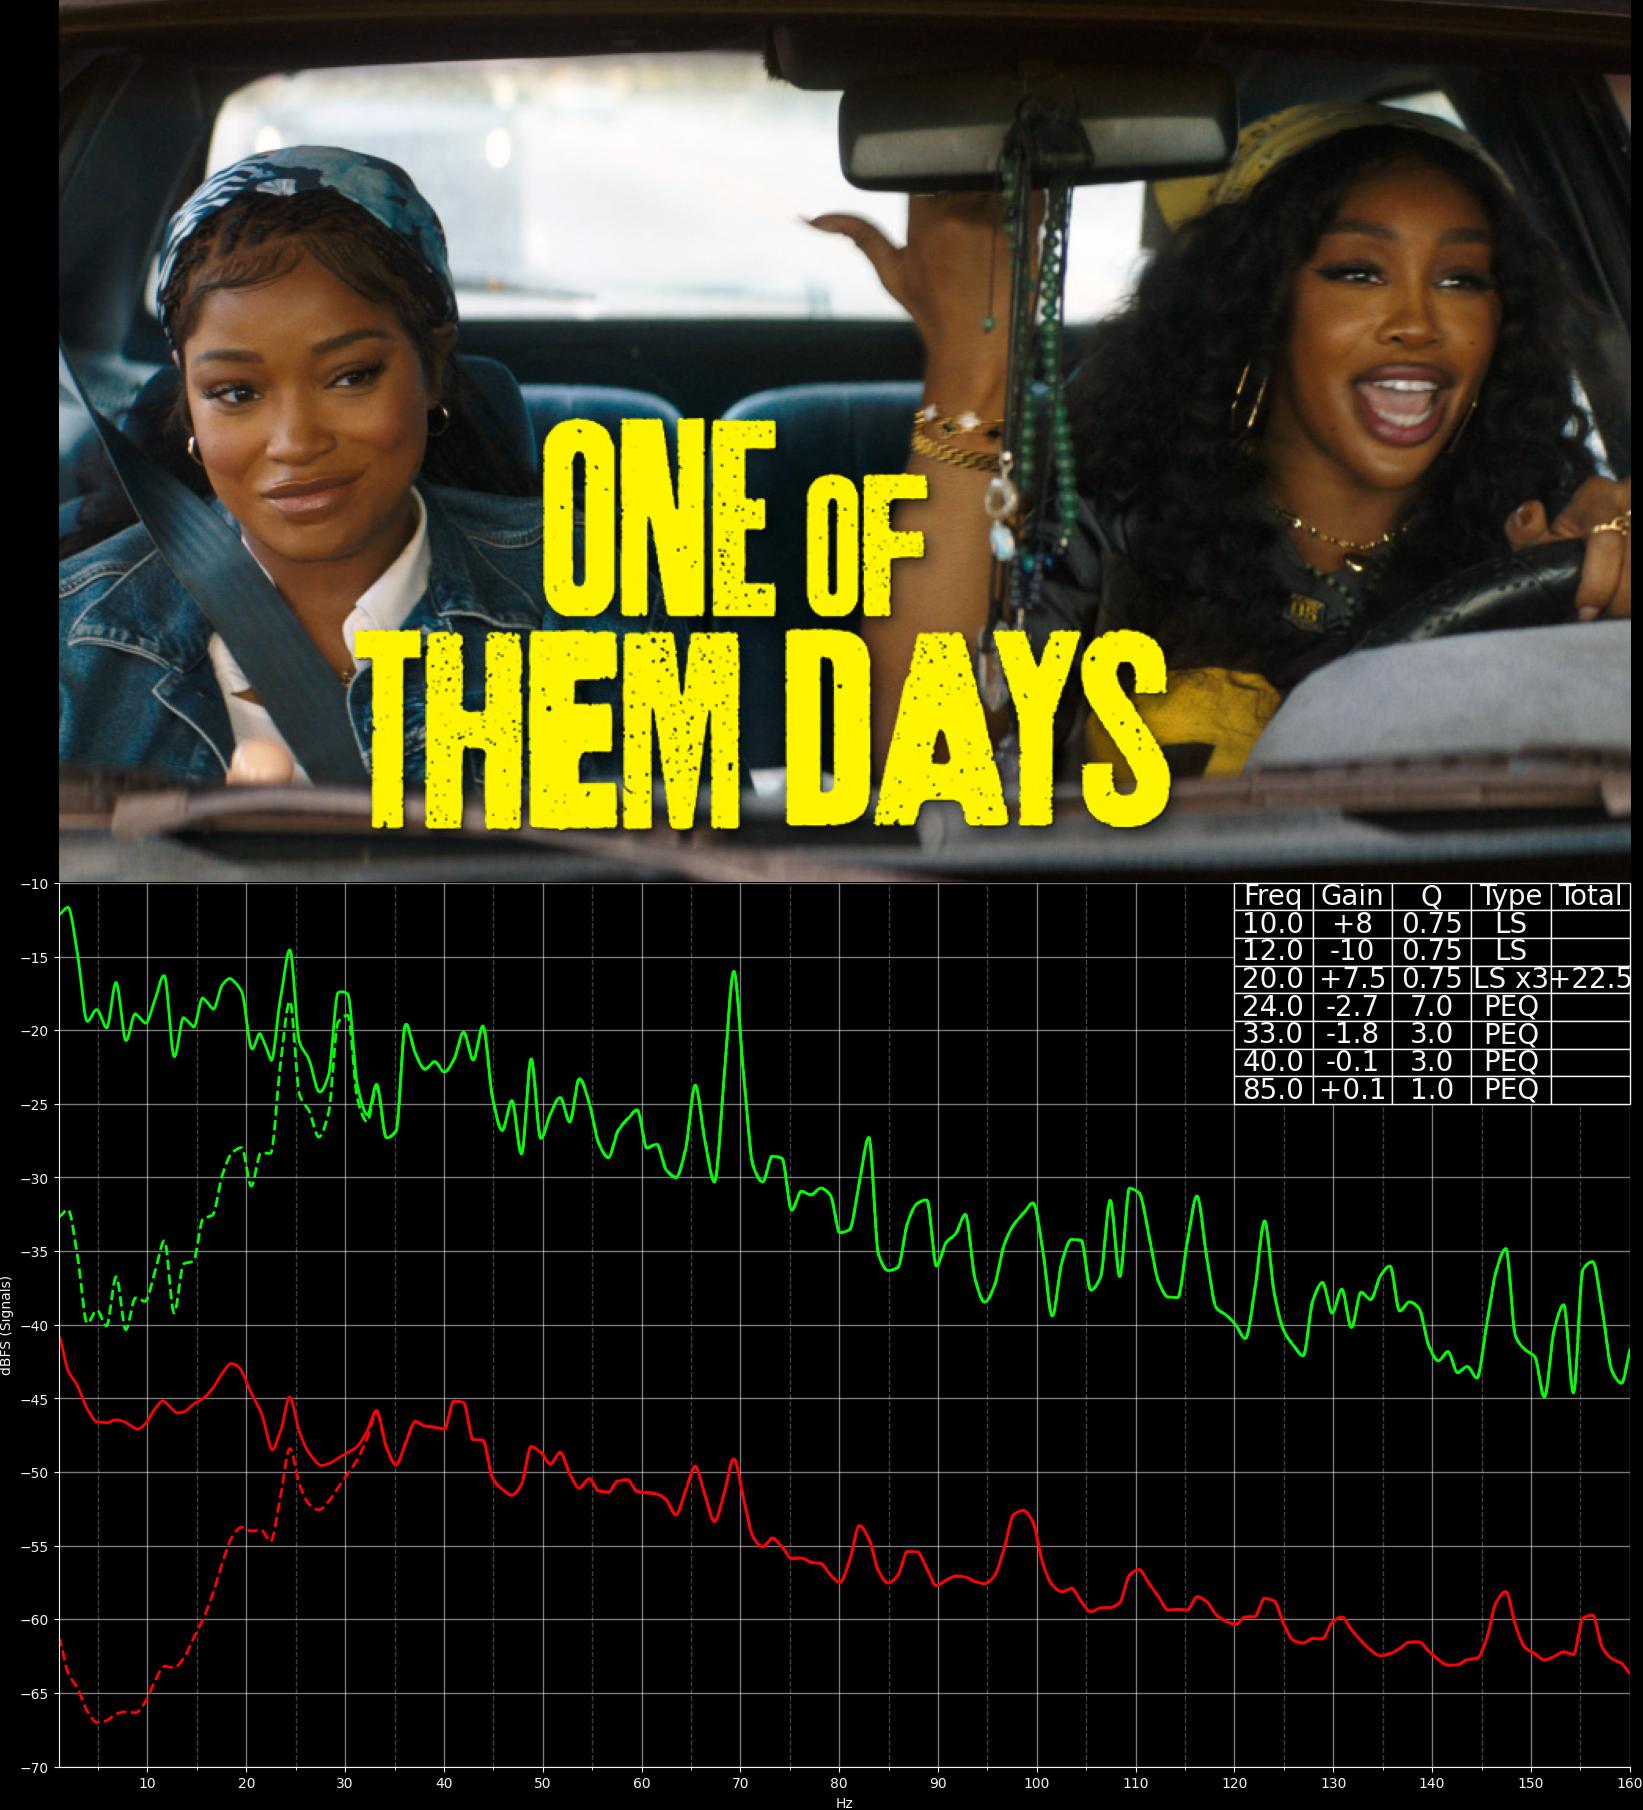 ONE OF
THEM DAYS
Freq Gain Q Type Total
10.0 +8 0.75 LS
12.0 -10 0.75 LS
20.0 +7.5 0.75 LS x3 +22.5
24.0 -2.7 7.0 PEQ
33.0 -1.8 3.0 PEQ
40.0 -0.1 3.0 PEQ
85.0 +0.1 1.0 PEQ
−10
−15
−20
−25
−30
−35
−40
−45
−50
−55
−60
−65
−70
dBFS (Signals)
10 20 30 40 50 60 70 80 90 100 110 120 130 140 150 160
Hz